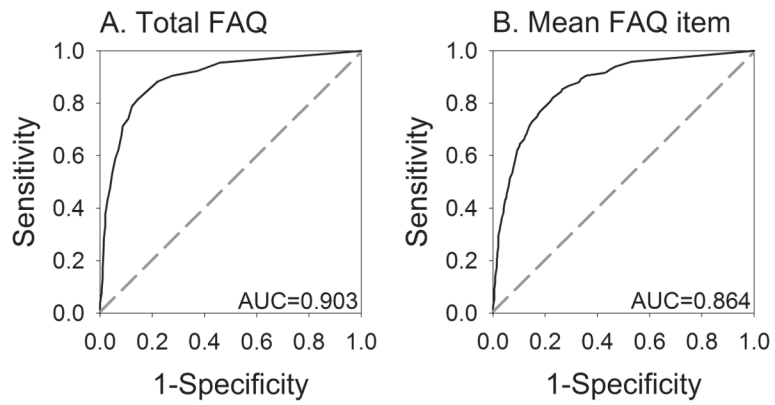 A. Total FAQ
1.0
0.8
0.6
0.4
0.2
0.0
Sensitivity
AUC=0.903
0.0 0.2 0.4 0.6 0.8 1.0
1-Specificity
B. Mean FAQ item
1.0
0.8
0.6
0.4
0.2
0.0
Sensitivity
AUC=0.864
0.0 0.2 0.4 0.6 0.8 1.0
1-Specificity